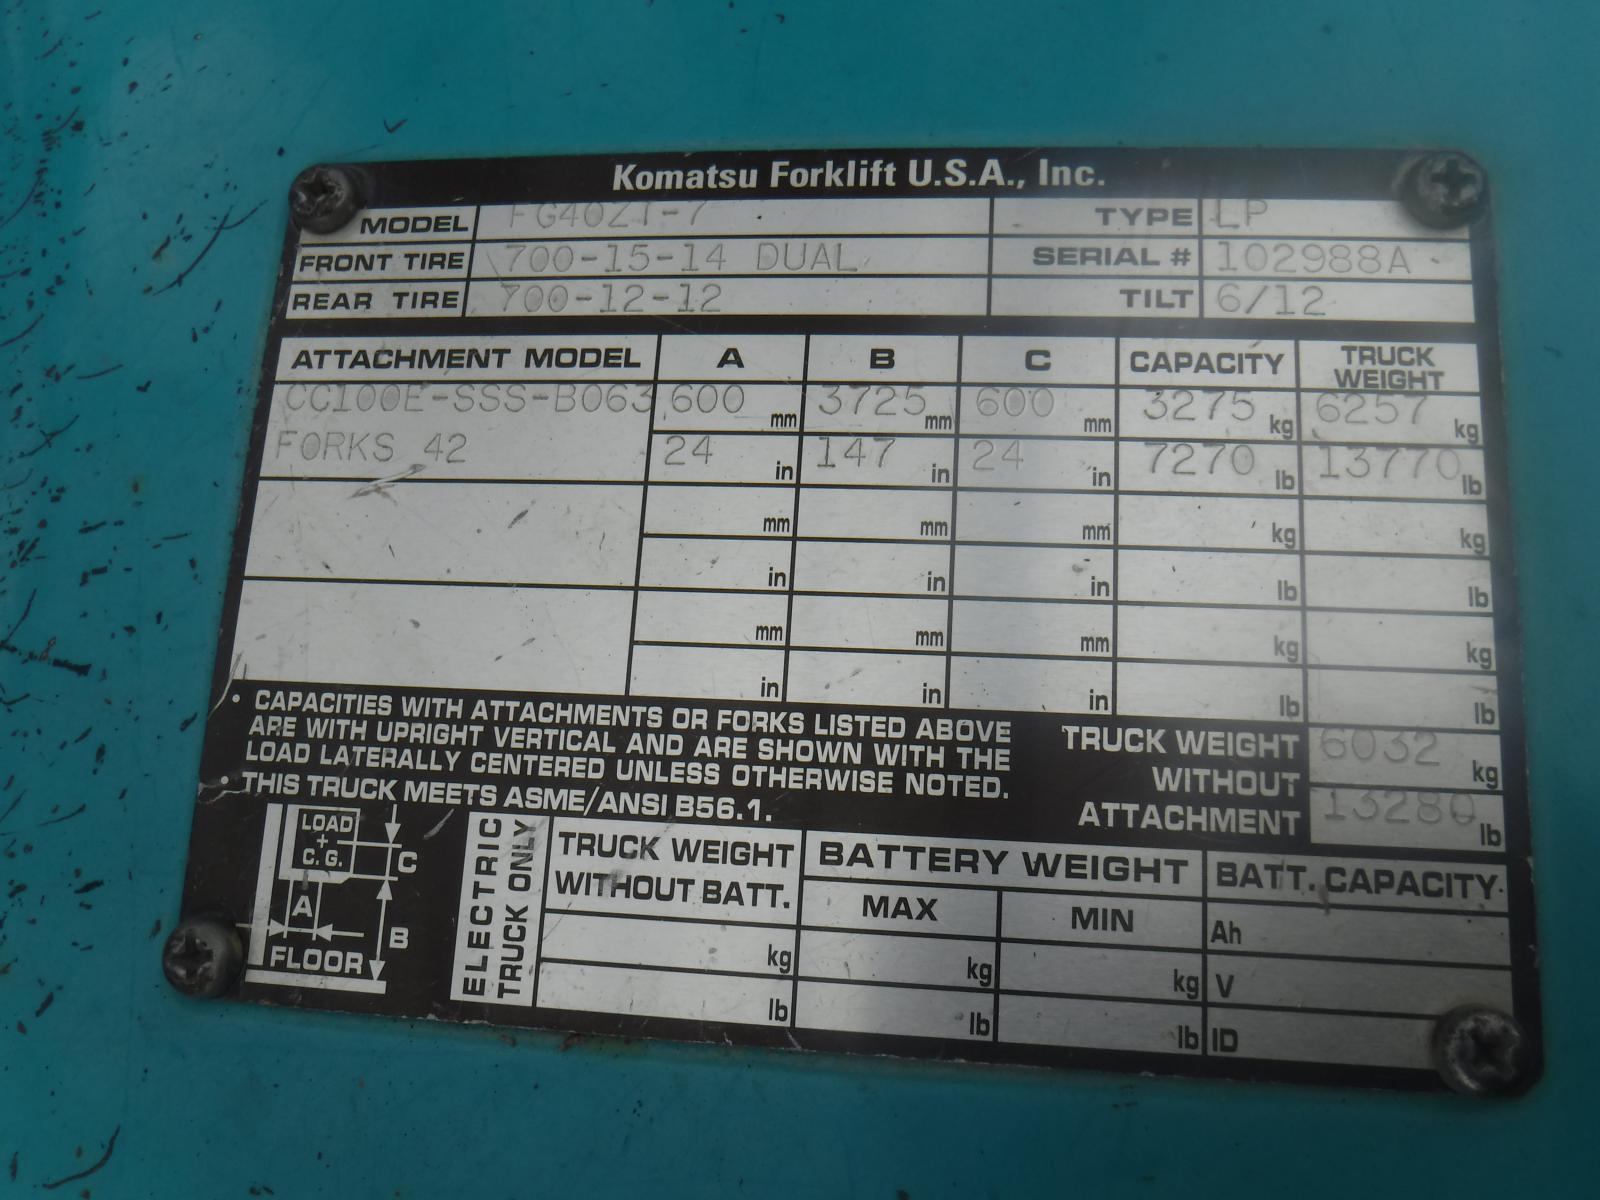 Komatsu Forklift U.S.A., Inc.
MODEL FG40ZT-7 TYPE LP
FRONT TIRE 700-15-14 DUAL SERIAL # 102988A
REAR TIRE 700-12-12 TILT 6/12
ATTACHMENT MODEL A B C CAPACITY TRUCK WEIGHT
CC100E-SSS-B063 600 mm 3725 mm 600 mm 3275 kg 6257 kg
FORKS 42 24 in 147 in 24 in 7270 lb 13770 lb
mm mm mm kg kg
in in in lb lb
mm mm mm kg kg
in in in lb lb
• CAPACITIES WITH ATTACHMENTS OR FORKS LISTED ABOVE
ARE WITH UPRIGHT VERTICAL AND ARE SHOWN WITH THE
LOAD LATERALLY CENTERED UNLESS OTHERWISE NOTED.
• THIS TRUCK MEETS ASME/ANSI B56.1.
TRUCK WEIGHT 6032 kg
WITHOUT
ATTACHMENT 13280 lb
LOAD
+
C.G.
C
A
B
FLOOR
ELECTRIC
TRUCK ONLY
TRUCK WEIGHT
WITHOUT BATT.
kg
lb
BATTERY WEIGHT
MAX MIN
kg kg
lb lb
BATT. CAPACITY
Ah
V
ID